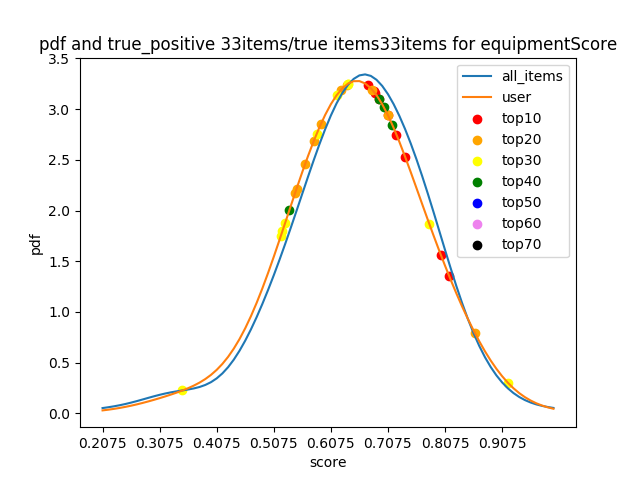 pdf and true_positive 33items/true items33items for equipmentScore
3.5
3.0
2.5
2.0
1.5
1.0
0.5
0.0
pdf
all_items
user
top10
top20
top30
top40
top50
top60
top70
0.2075 0.3075 0.4075 0.5075 0.6075 0.7075 0.8075 0.9075
score